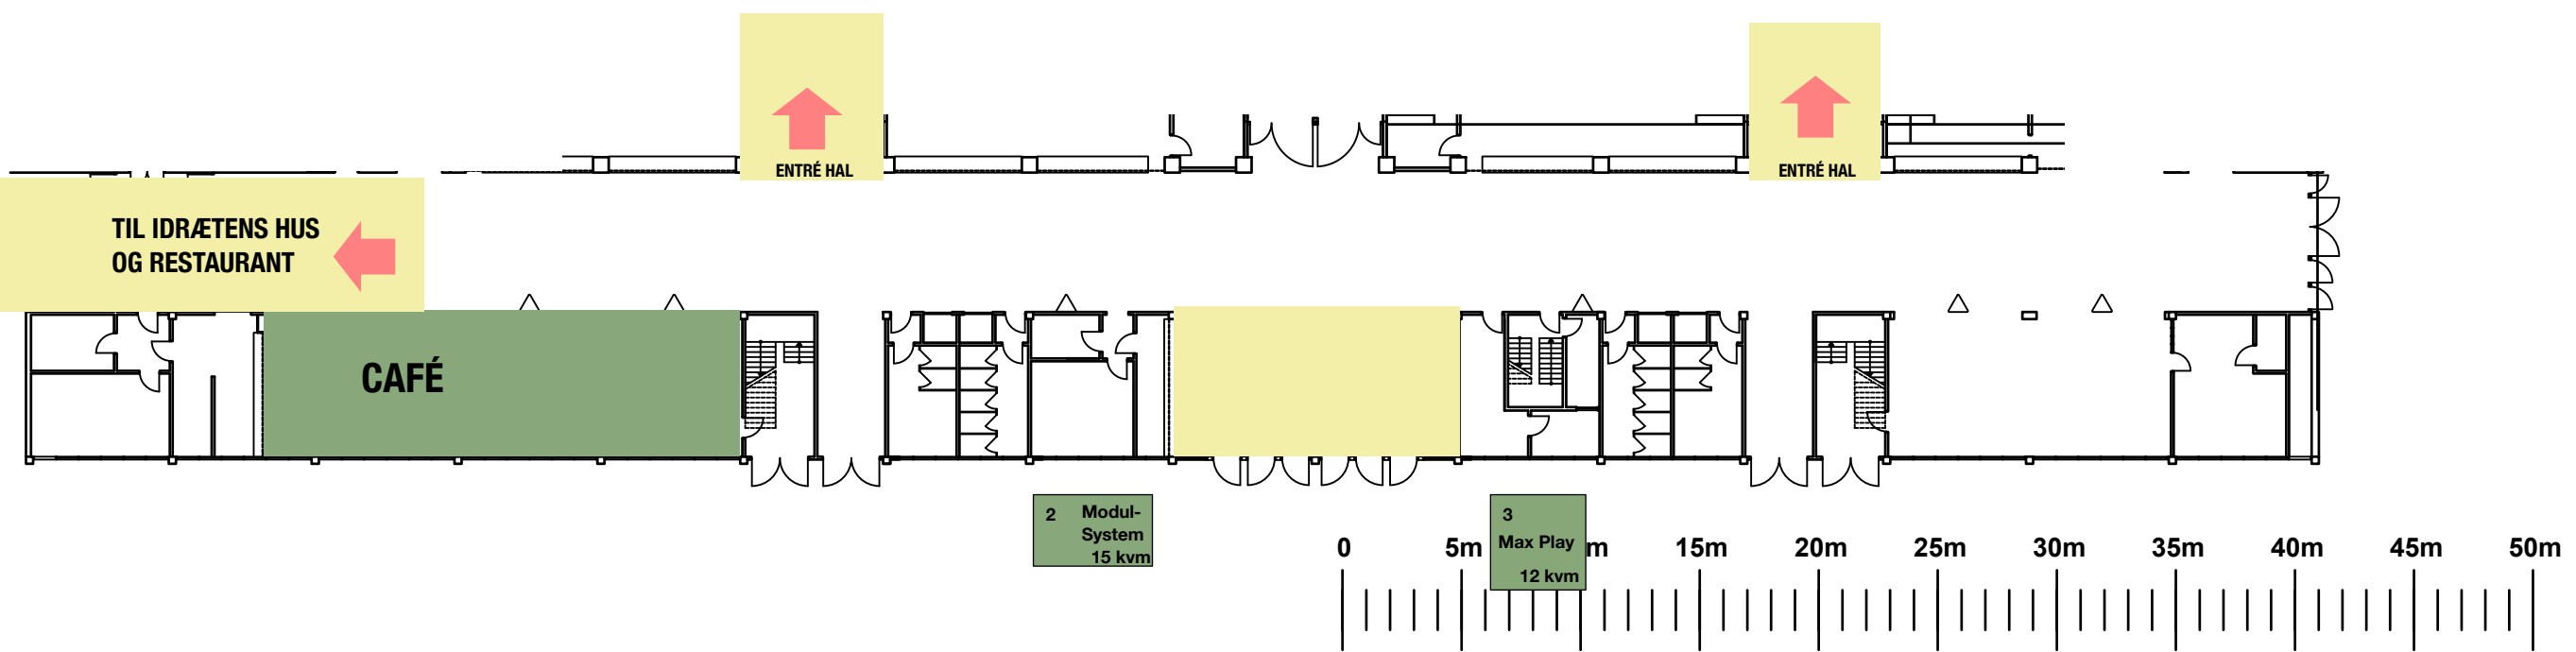 ENTRÉ HAL
ENTRÉ HAL
TIL IDRÆTENS HUS
OG RESTAURANT
CAFÉ
2 Modul-
System
15 kvm
3
Max Play
12 kvm
0 5m m 15m 20m 25m 30m 35m 40m 45m 50m